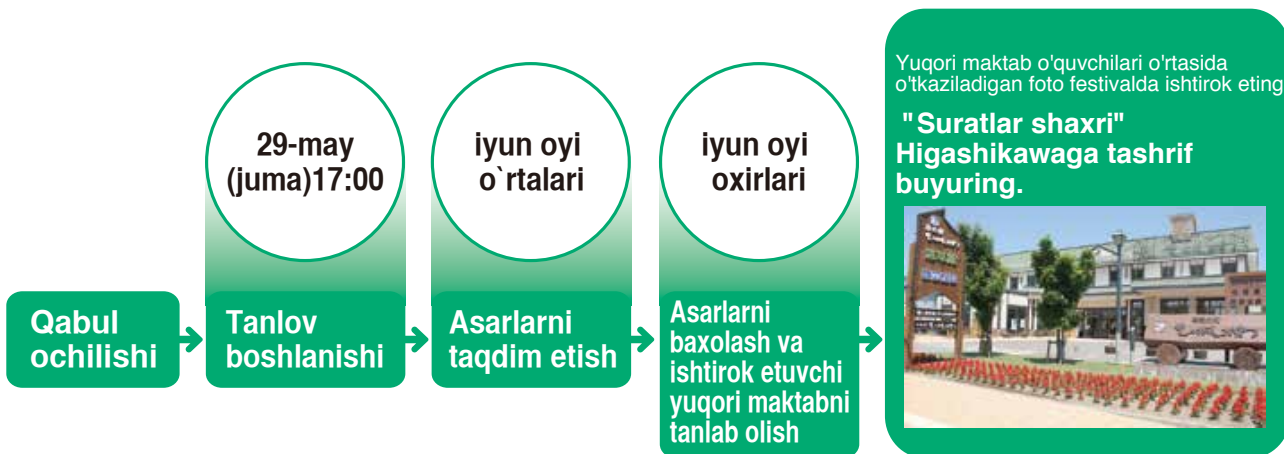 Qabul
ochilishi
29-may
(juma)17:00
Tanlov
boshlanishi
iyun oyi
o`rtalari
Asarlarni
taqdim etish
iyun oyi
oxirlari
Asarlarni
baxolash va
ishtirok etuvchi
yuqori maktabni
tanlab olish
Yuqori maktab o'quvchilari o'rtasida
o'tkaziladigan foto festivalda ishtirok eting
"Suratlar shaxri"
Higashikawaga tashrif
buyuring.